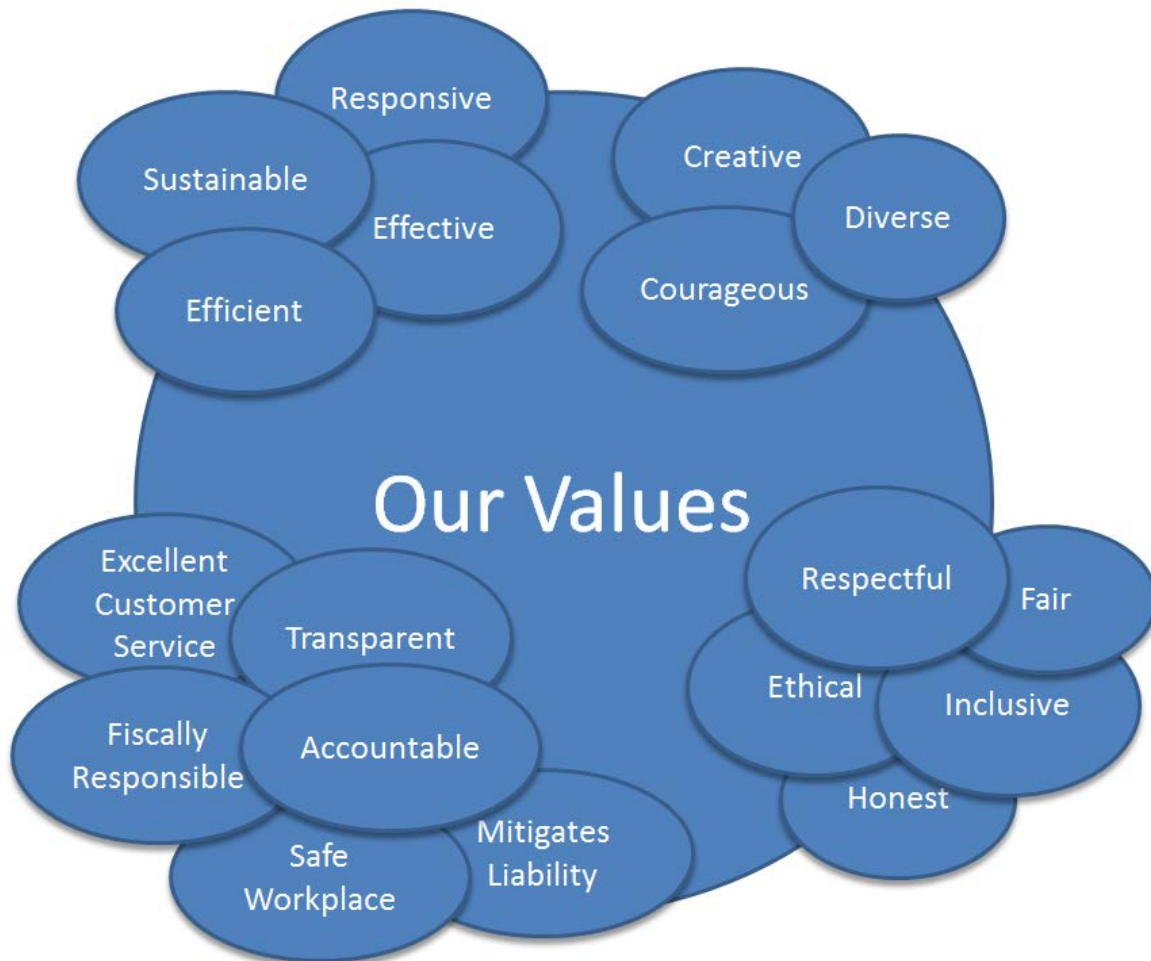 Responsive
Sustainable
Effective
Efficient
Creative
Diverse
Courageous
Our Values
Excellent
Customer
Service
Transparent
Fiscally
Responsible
Accountable
Safe
Workplace
Mitigates
Liability
Respectful
Fair
Ethical
Inclusive
Honest